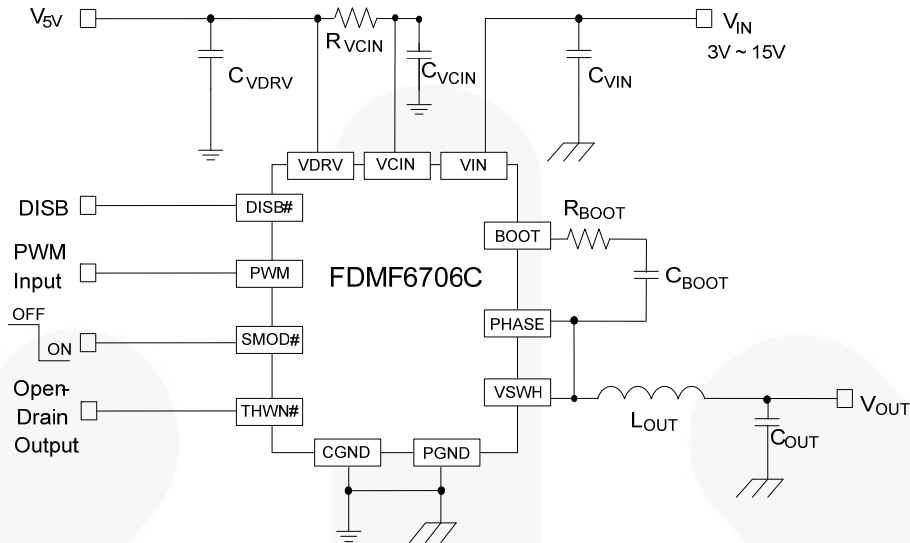 V5V
RVCIN
CVDRV
CVCIN
CVIN
VIN
3V ~ 15V
VDRV
VCIN
VIN
DISB
DISB#
BOOT
RBOOT
CBOOT
PWM
Input
PWM
FDMF6706C
OFF
ON
SMOD#
PHASE
Open-
Drain
Output
THWN#
VSWH
LOUT
VOUT
COUT
CGND
PGND